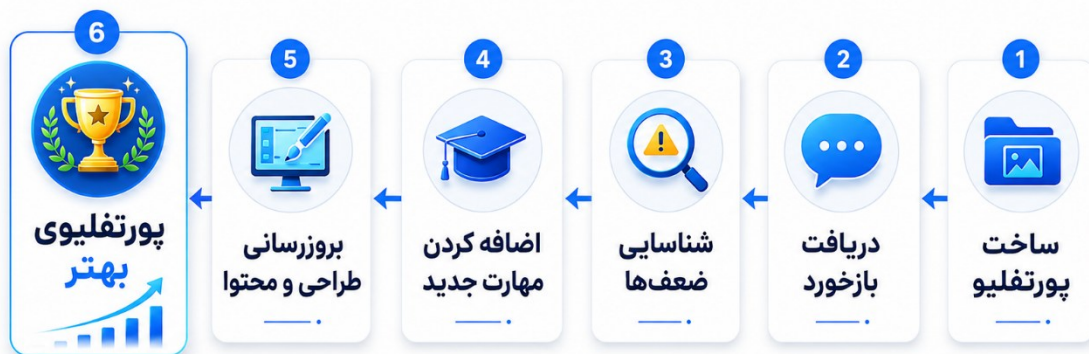 1
ساخت
پورتفلیو
2
دریافت
بازخورد
3
شناسایی
ضعف‌ها
4
اضافه کردن
مهارت جدید
5
بروزرسانی
طراحی و محتوا
6
پورتفلیوی
بهتر